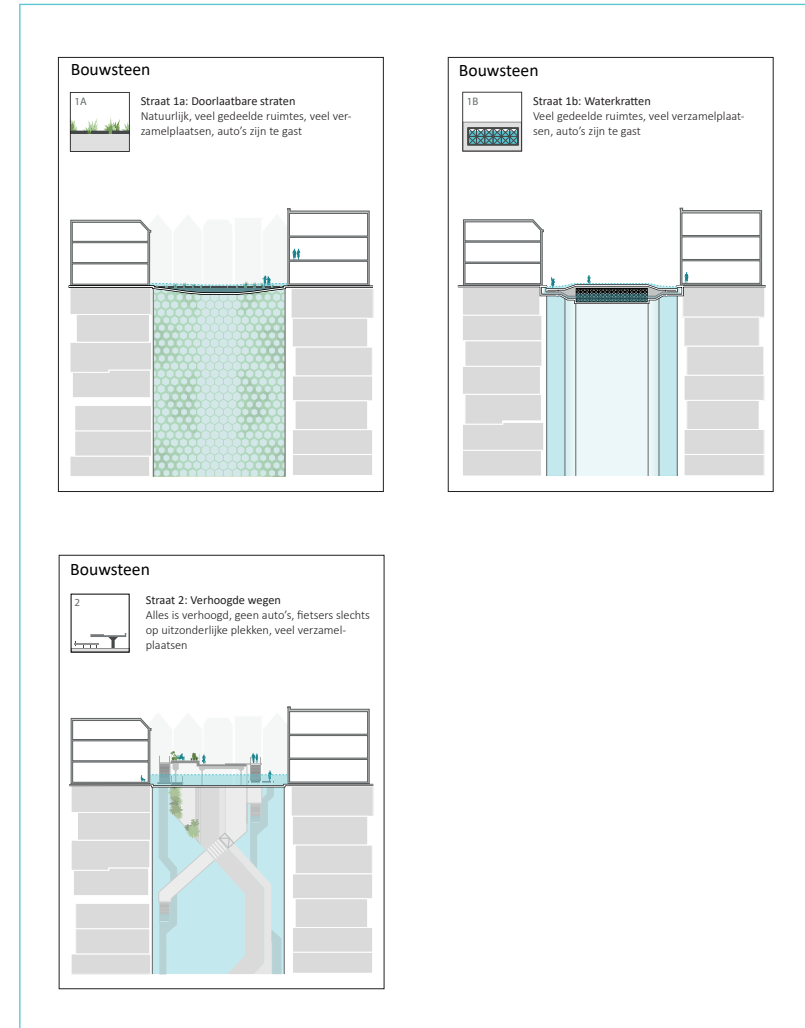 Bouwsteen
1A
Straat 1a: Doorlaatbare straten
Natuurlijk, veel gedeelde ruimtes, veel ver-
zamelplaatsen, auto's zijn te gast
Bouwsteen
1B
Straat 1b: Waterkratten
Veel gedeelde ruimtes, veel verzamelplaat-
sen, auto's zijn te gast
Bouwsteen
2
Straat 2: Verhoogde wegen
Alles is verhoogd, geen auto's, fietsers slechts
op uitzonderlijke plekken, veel verzamel-
plaatsen